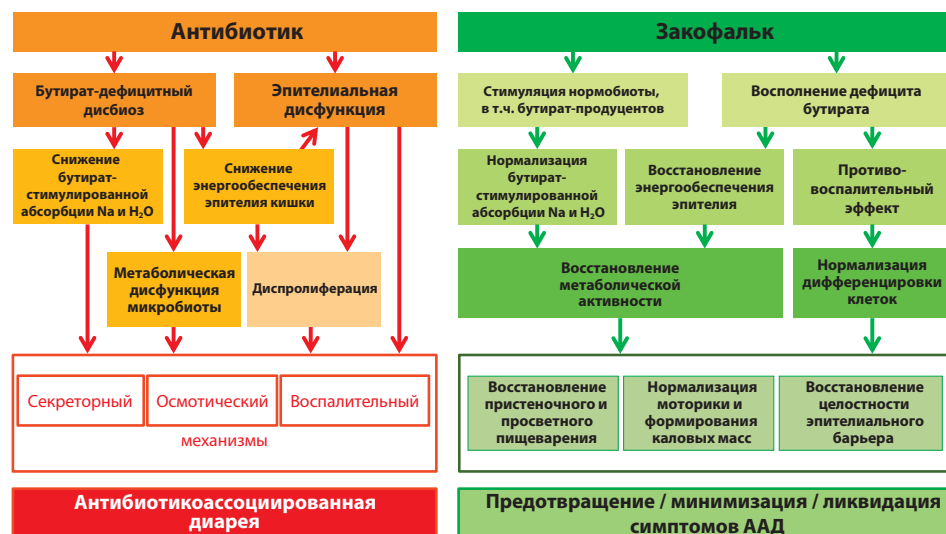 Антибиотик
Бутират-дефицитный
дисбиоз
Эпителиальная
дисфункция
Снижение
бутират-
стимулированной
абсорбции Na и H₂O
Снижение
энергообеспечения
эпителия кишки
Метаболическая
дисфункция
микробиоты
Диспролиферация
Секреторный
Осмотический
Воспалительный
механизмы
Антибиотикоассоциированная
диарея
Закофальк
Стимуляция нормобиоты,
в т.ч. бутират-продуцентов
Восполнение дефицита
бутирата
Нормализация
бутират-
стимулированной
абсорбции Na и H₂O
Восстановление
энергообеспечения
эпителия
Противо-
воспалительный
эффект
Восстановление
метаболической
активности
Нормализация
дифференцировки
клеток
Восстановление
пристеночного и
просветного
пищеварения
Нормализация
моторики и
формирования
каловых масс
Восстановление
целостности
эпителиального
барьера
Предотвращение / минимизация / ликвидация
симптомов ААД